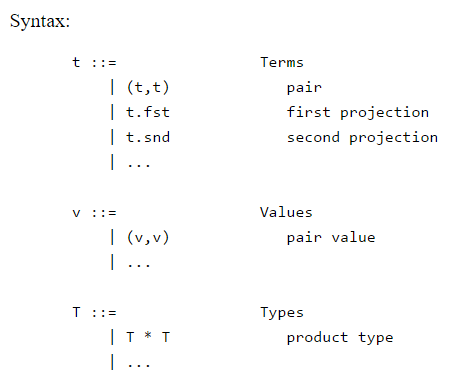 Syntax:
t ::= Terms
| (t,t) pair
| t.fst first projection
| t.snd second projection
| ...
v ::= Values
| (v,v) pair value
| ...
T ::= Types
| T * T product type
| ...